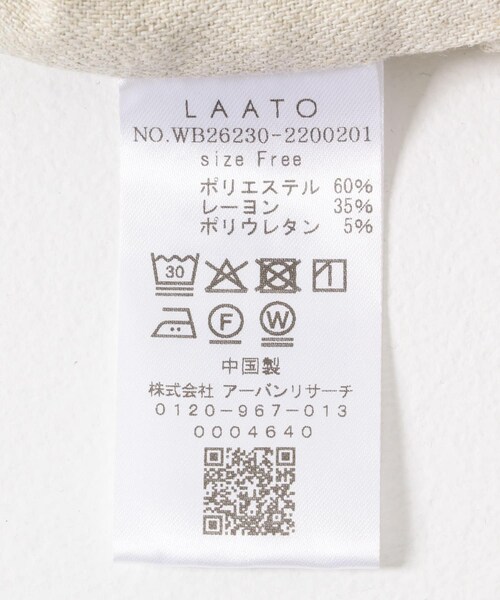 LAATO
NO.WB26230-2200201
size Free
ポリエステル 60%
レーヨン 35%
ポリウレタン 5%
30
F W
中国製
株式会社 アーバンリサーチ
0120-967-013
0004640